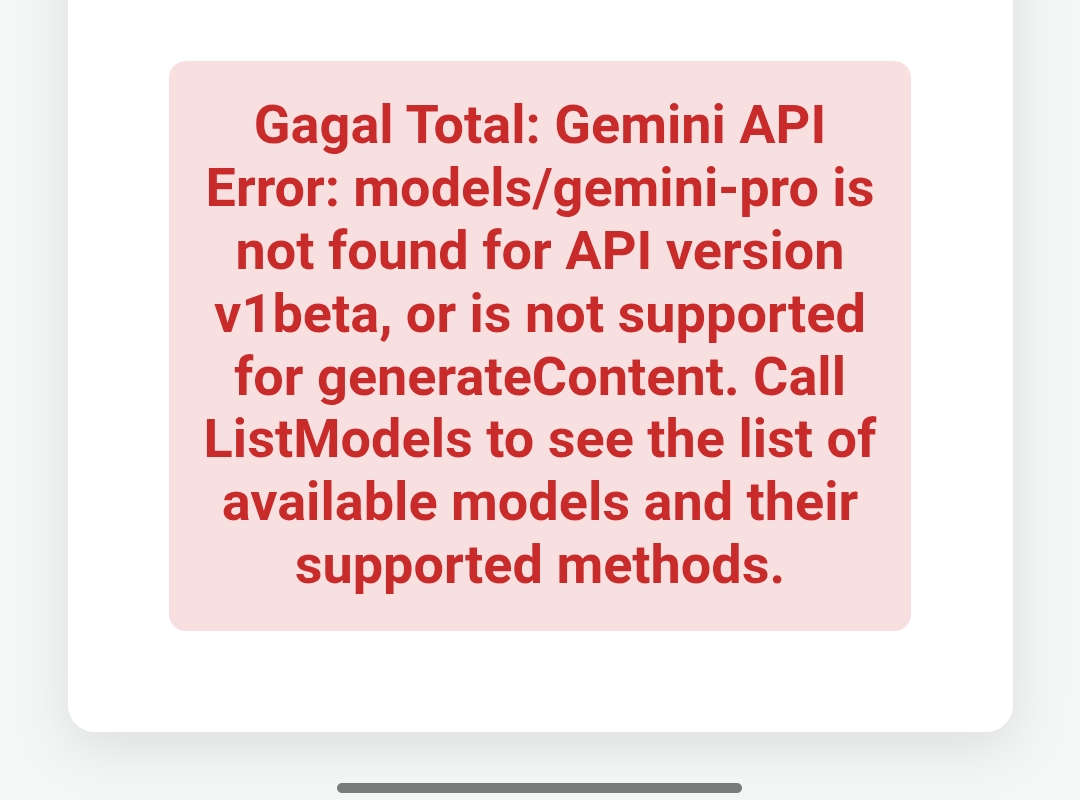 Gagal Total: Gemini API
Error: models/gemini-pro is
not found for API version
v1beta, or is not supported
for generateContent. Call
ListModels to see the list of
available models and their
supported methods.